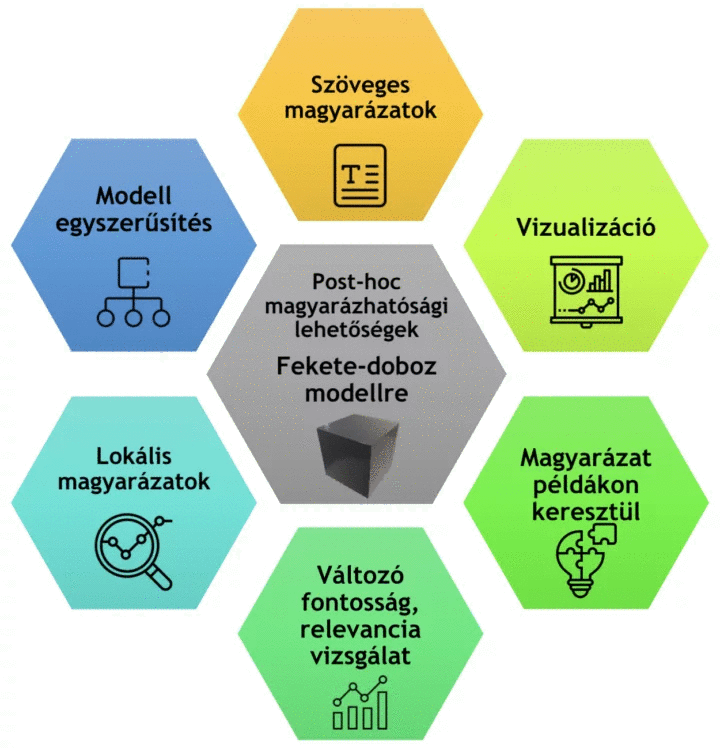 Szöveges
magyarázatok
T
Modell
egyszerűsítés
Vizualizáció
Post-hoc
magyarázhatósági
lehetőségek
Fekete-doboz
modellre
Lokális
magyarázatok
Magyarázat
példákon
keresztül
Változó
fontosság,
relevancia
vizsgálat